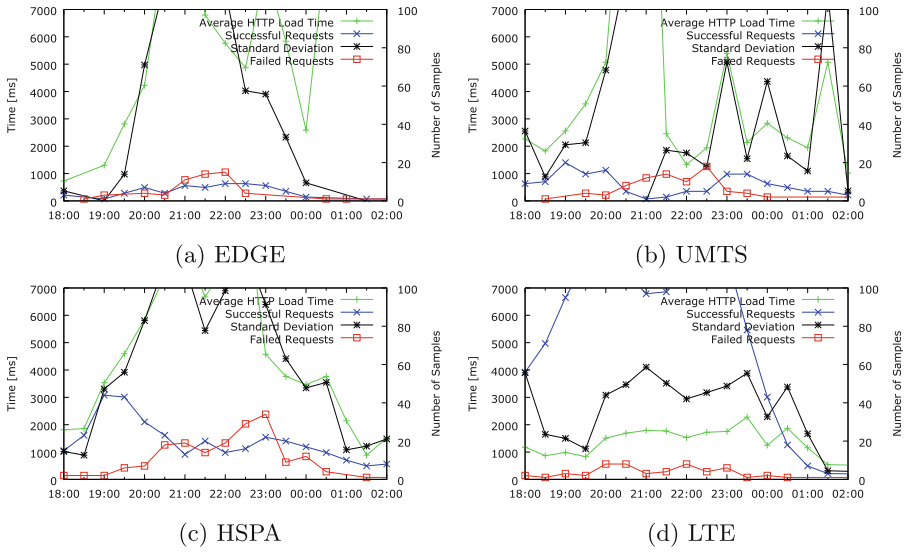 7000
6000
5000
4000
3000
2000
1000
0
Time [ms]
Average HTTP Load Time
Successful Requests
Standard Deviation
Failed Requests
100
80
60
40
20
0
Number of Samples
18:00 19:00 20:00 21:00 22:00 23:00 00:00 01:00 02:00
(a) EDGE
7000
6000
5000
4000
3000
2000
1000
0
Time [ms]
Average HTTP Load Time
Successful Requests
Standard Deviation
Failed Requests
100
80
60
40
20
0
Number of Samples
18:00 19:00 20:00 21:00 22:00 23:00 00:00 01:00 02:00
(b) UMTS
7000
6000
5000
4000
3000
2000
1000
0
Time [ms]
Average HTTP Load Time
Successful Requests
Standard Deviation
Failed Requests
100
80
60
40
20
0
Number of Samples
18:00 19:00 20:00 21:00 22:00 23:00 00:00 01:00 02:00
(c) HSPA
7000
6000
5000
4000
3000
2000
1000
0
Time [ms]
Average HTTP Load Time
Successful Requests
Standard Deviation
Failed Requests
100
80
60
40
20
0
Number of Samples
18:00 19:00 20:00 21:00 22:00 23:00 00:00 01:00 02:00
(d) LTE